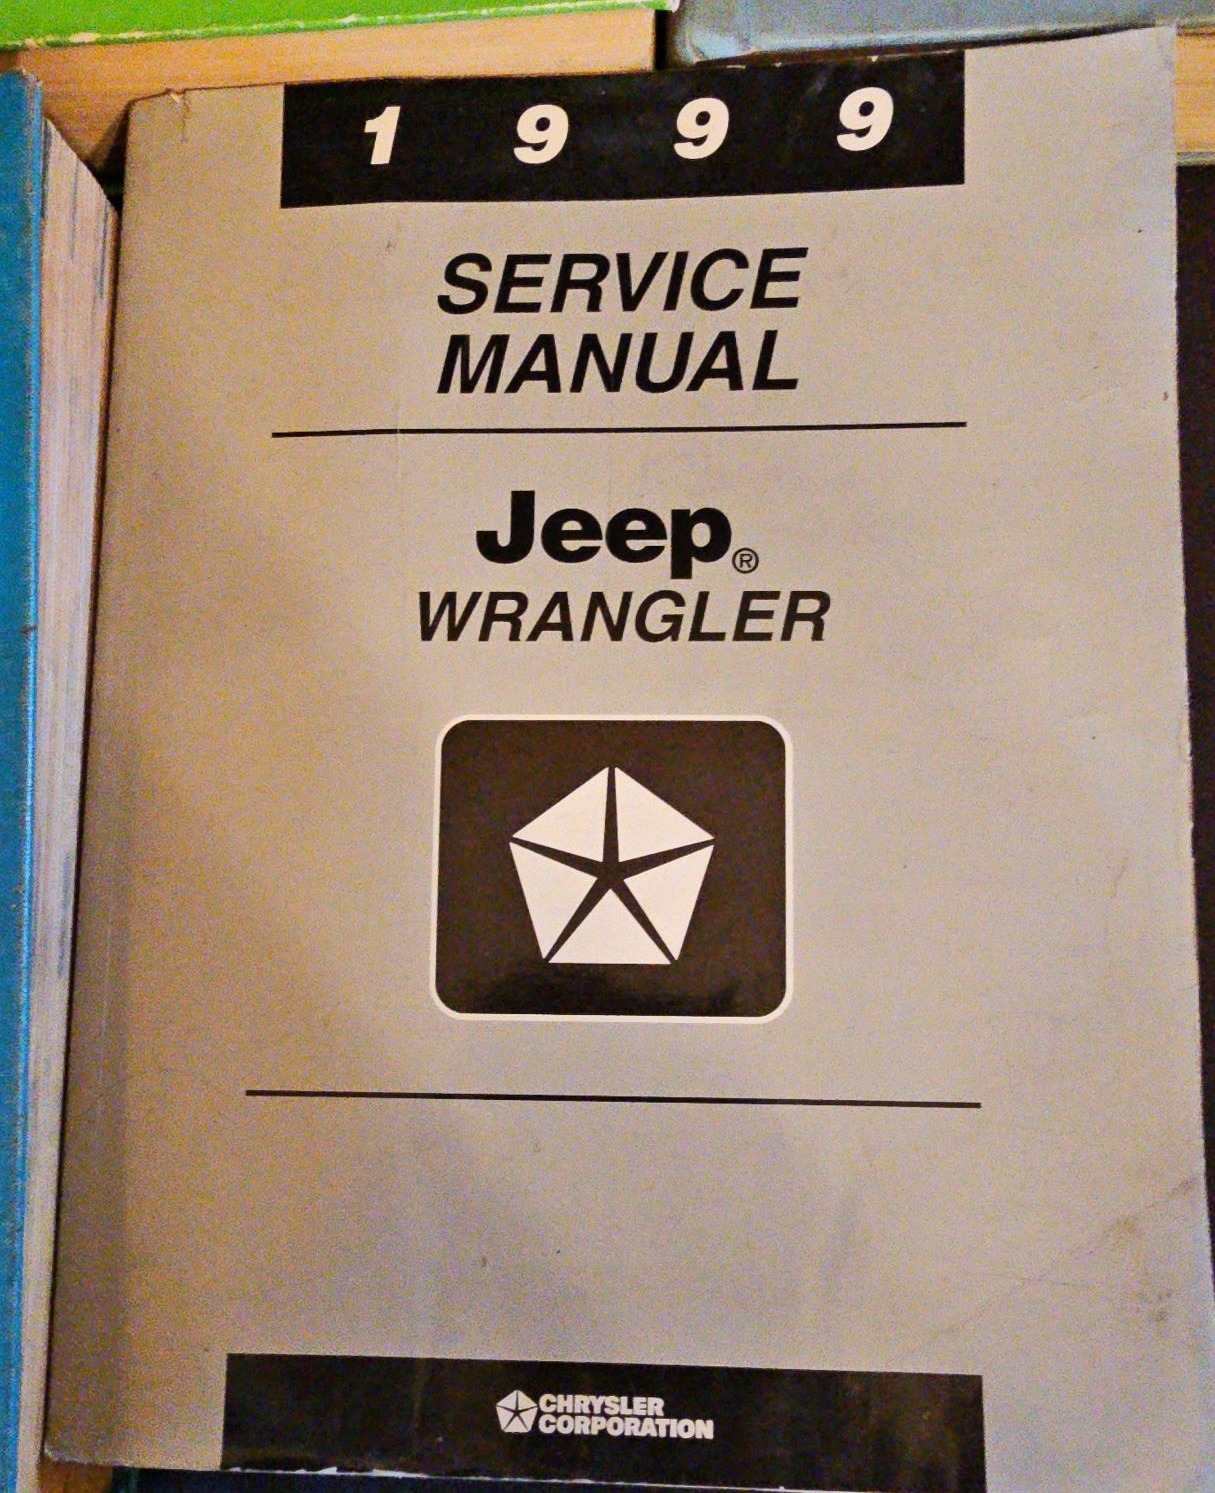 1 9 9 9
SERVICE
MANUAL
Jeep®
WRANGLER
CHRYSLER
CORPORATION